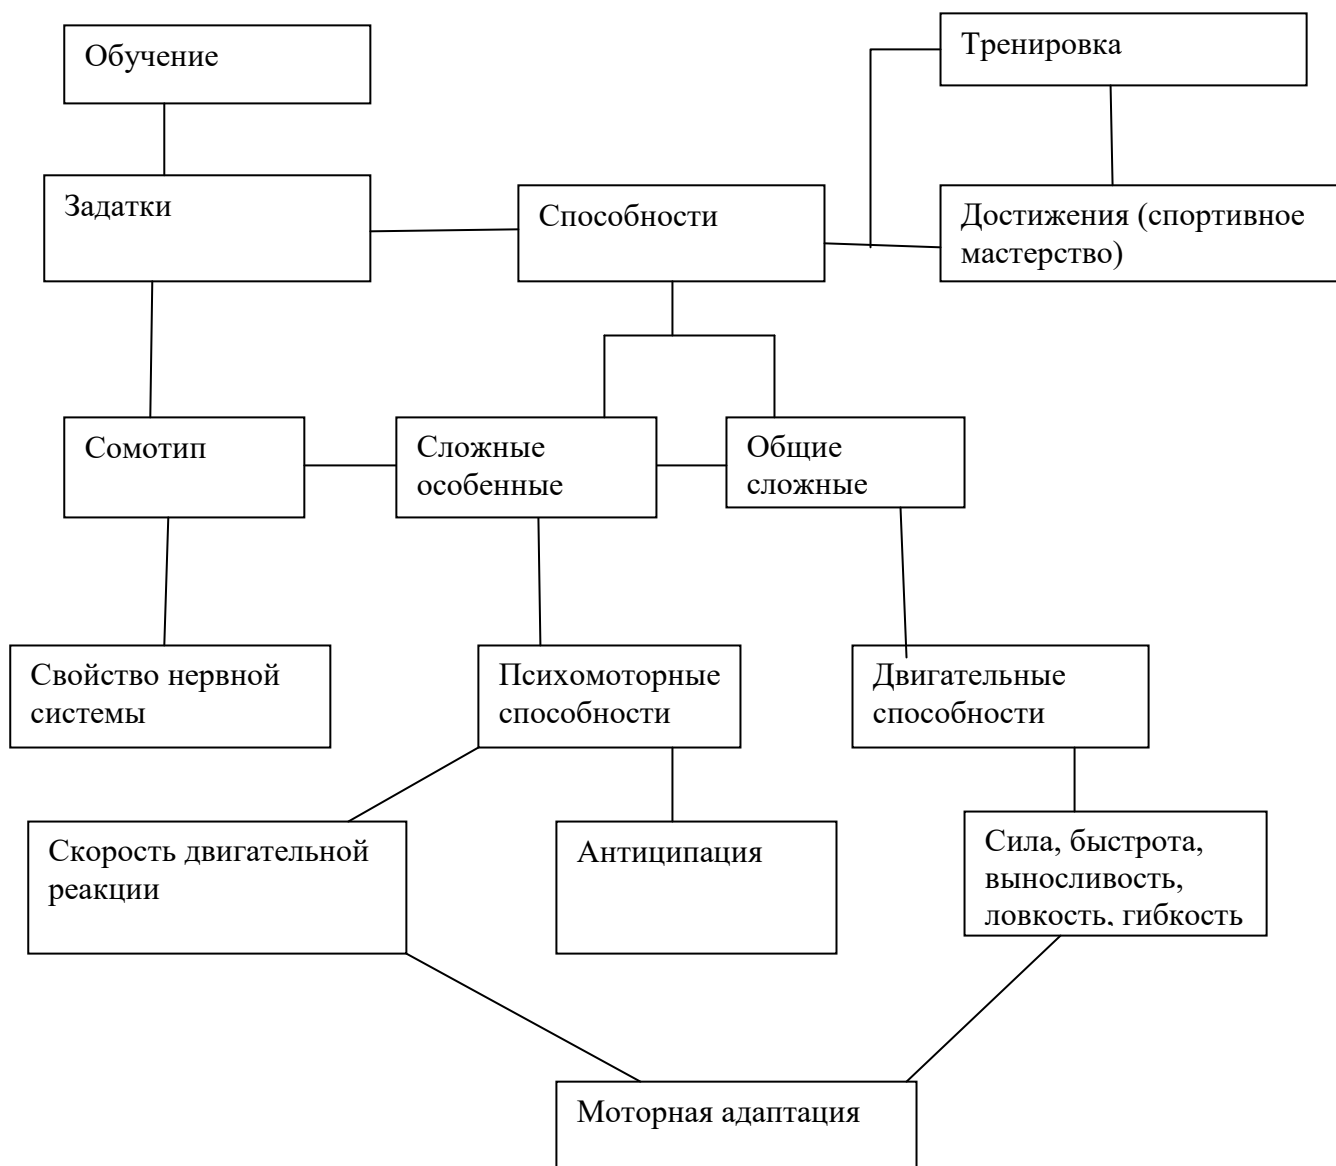 Обучение
Тренировка
Задатки
Способности
Достижения (спортивное
мастерство)
Сомотип
Сложные
особенные
Общие
сложные
Свойство нервной
системы
Психомоторные
способности
Двигательные
способности
Скорость двигательной
реакции
Антиципация
Сила, быстрота,
выносливость,
ловкость, гибкость
Моторная адаптация